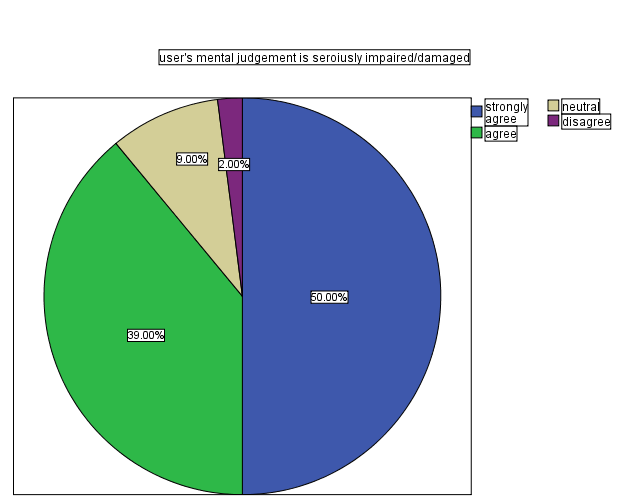 user's mental judgement is seroiusly impaired/damaged
strongly
agree
agree
neutral
disagree
9.00%
2.00%
50.00%
39.00%